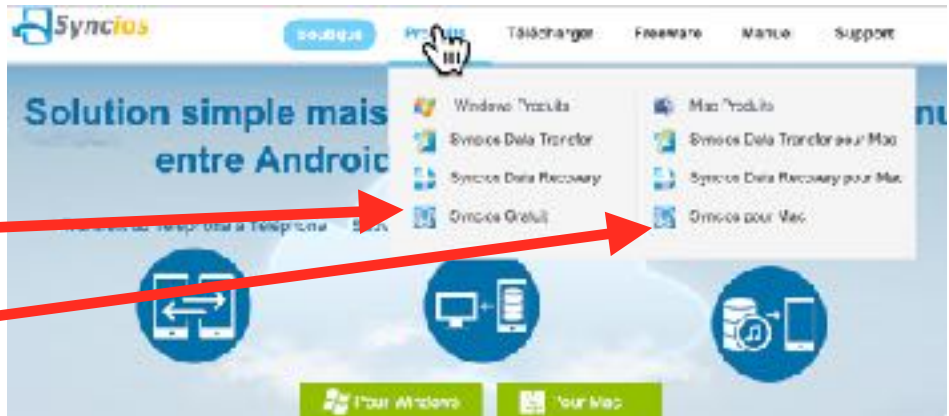 Syncios
Boutique Produits Télécharger Freeware Manuel Support
Windows Produits
Syncios Data Transfer
Syncios Data Recovery
Syncios Gratuit
Mac Produits
Syncios Data Transfer pour Mac
Syncios Data Recovery pour Mac
Syncios pour Mac
Solution simple mais
entre Android
Pour Windows
Pour Mac